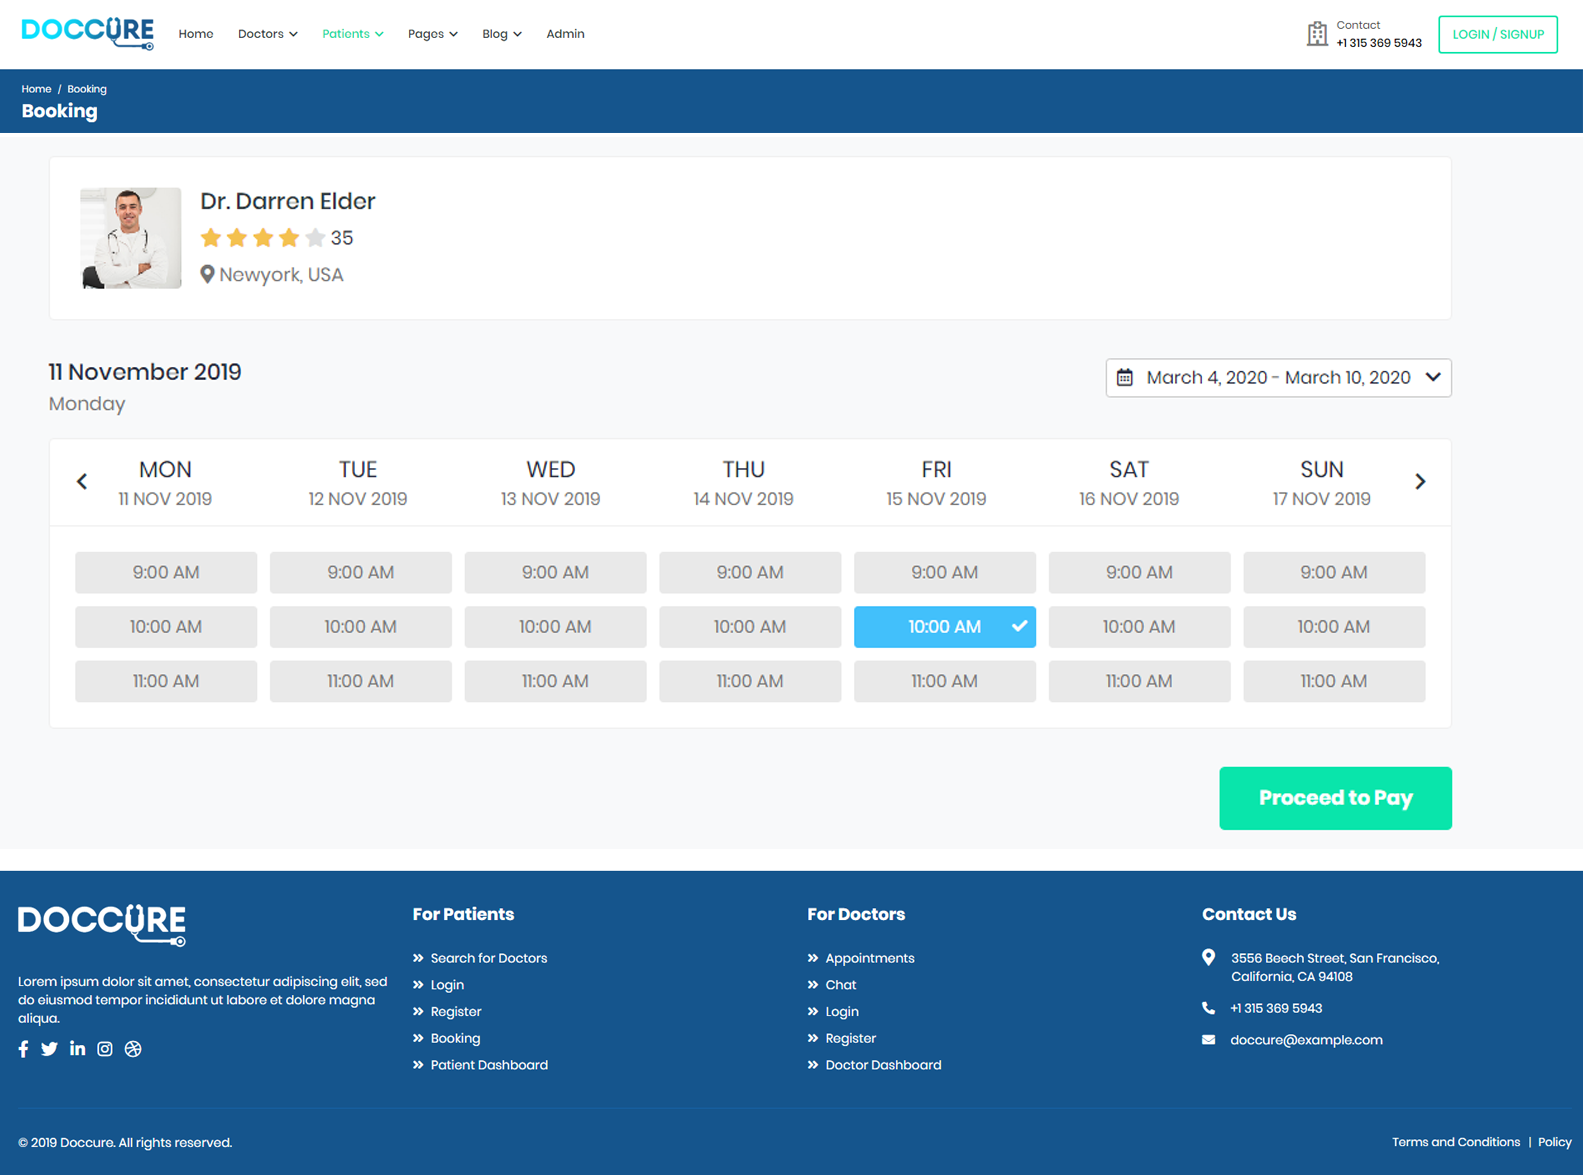 DOCCURE
Home
Doctors
Patients
Pages
Blog
Admin
Contact
+1 315 369 5943
LOGIN / SIGNUP
Home / Booking
Booking
Dr. Darren Elder
35
Newyork, USA
11 November 2019
Monday
March 4, 2020 - March 10, 2020
MON TUE WED THU FRI SAT SUN
11 NOV 2019 12 NOV 2019 13 NOV 2019 14 NOV 2019 15 NOV 2019 16 NOV 2019 17 NOV 2019
9:00 AM 9:00 AM 9:00 AM 9:00 AM 9:00 AM 9:00 AM 9:00 AM
10:00 AM 10:00 AM 10:00 AM 10:00 AM 10:00 AM 10:00 AM 10:00 AM
11:00 AM 11:00 AM 11:00 AM 11:00 AM 11:00 AM 11:00 AM 11:00 AM
Proceed to Pay
DOCCURE
Lorem ipsum dolor sit amet, consectetur adipiscing elit, sed
do eiusmod tempor incididunt ut labore et dolore magna
aliqua.
For Patients
» Search for Doctors
» Login
» Register
» Booking
» Patient Dashboard
For Doctors
» Appointments
» Chat
» Login
» Register
» Doctor Dashboard
Contact Us
3556 Beech Street, San Francisco,
California, CA 94108
+1 315 369 5943
doccure@example.com
© 2019 Doccure. All rights reserved.
Terms and Conditions | Policy